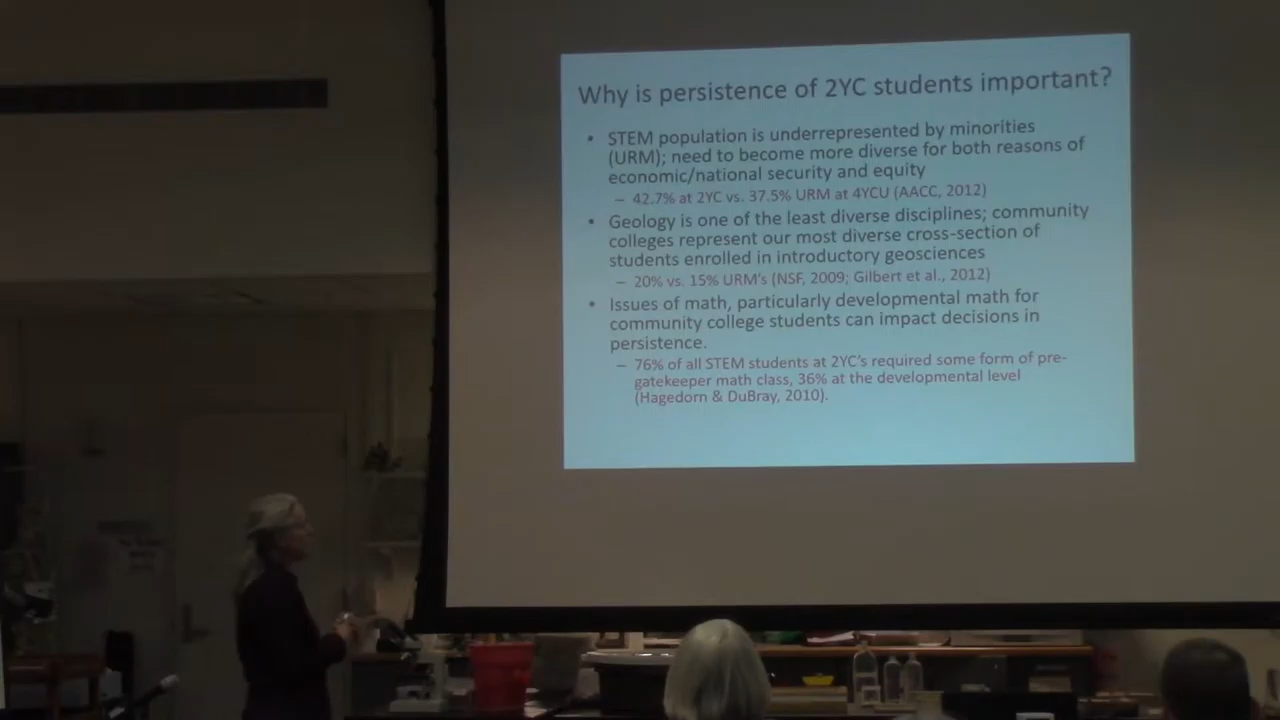 Why is persistence of 2YC students important?
• STEM population is underrepresented by minorities
(URM); need to become more diverse for both reasons of
economic/national security and equity
– 42.7% at 2YC vs. 37.5% URM at 4YCU (AACC, 2012)
• Geology is one of the least diverse disciplines; community
colleges represent our most diverse cross-section of
students enrolled in introductory geosciences
– 20% vs. 15% URM's (NSF, 2009; Gilbert et al., 2012)
• Issues of math, particularly developmental math for
community college students can impact decisions in
persistence.
– 76% of all STEM students at 2YC's required some form of pre-
gatekeeper math class, 36% at the developmental level
(Hagedorn & DuBray, 2010).